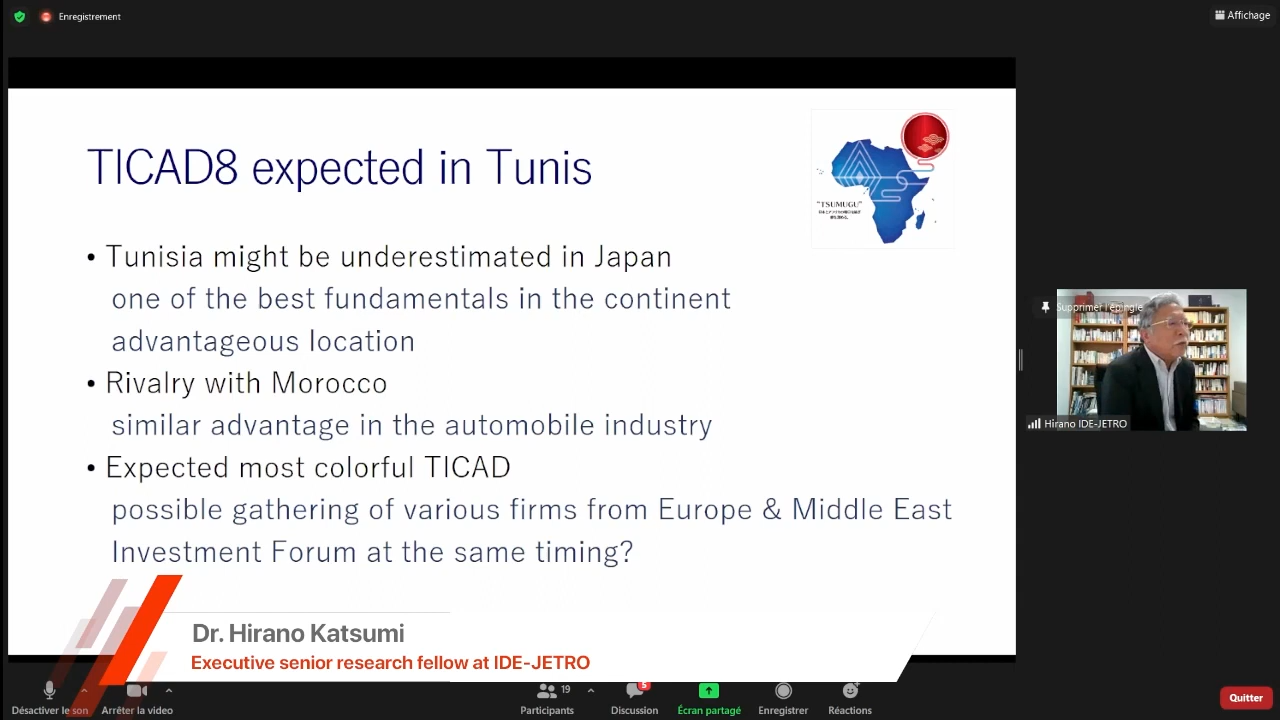 Enregistrement
Affichage
TICAD8 expected in Tunis
"TSUMUGU"
• Tunisia might be underestimated in Japan
one of the best fundamentals in the continent
advantageous location
• Rivalry with Morocco
similar advantage in the automobile industry
• Expected most colorful TICAD
possible gathering of various firms from Europe & Middle East
Investment Forum at the same timing?
Supprimer l'épingle
Hirano IDE-JETRO
Dr. Hirano Katsumi
Executive senior research fellow at IDE-JETRO
19
5
Désactiver le son
Arrêter la video
Participants
Discussion
Écran partagé
Enregistrer
Réactions
Quitter